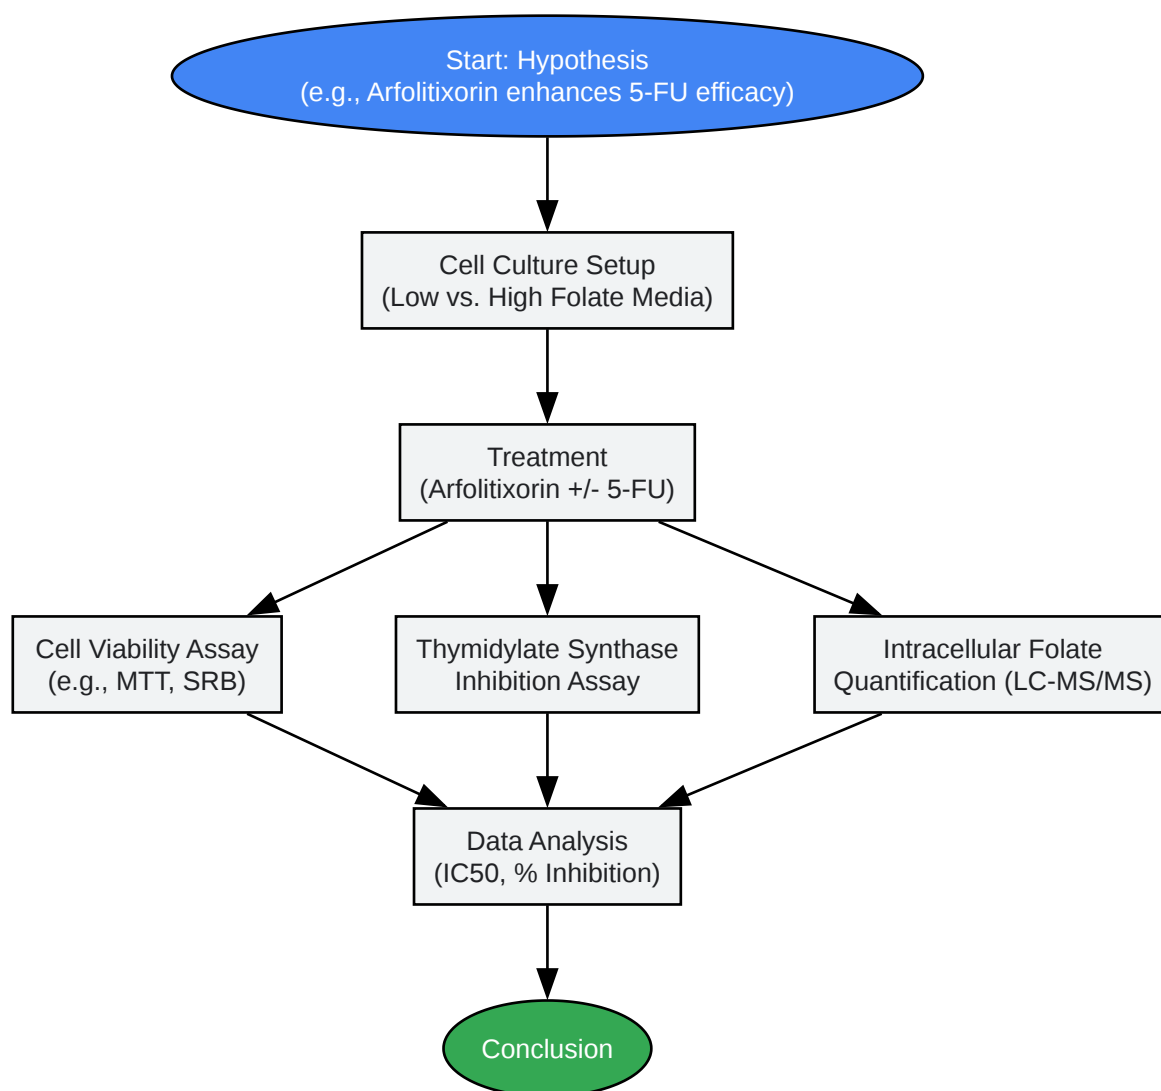 Start: Hypothesis
(e.g., Arfolitixorin enhances 5-FU efficacy)
Cell Culture Setup
(Low vs. High Folate Media)
Treatment
(Arfolitixorin +/- 5-FU)
Cell Viability Assay
(e.g., MTT, SRB)
Thymidylate Synthase
Inhibition Assay
Intracellular Folate
Quantification (LC-MS/MS)
Data Analysis
(IC50, % Inhibition)
Conclusion